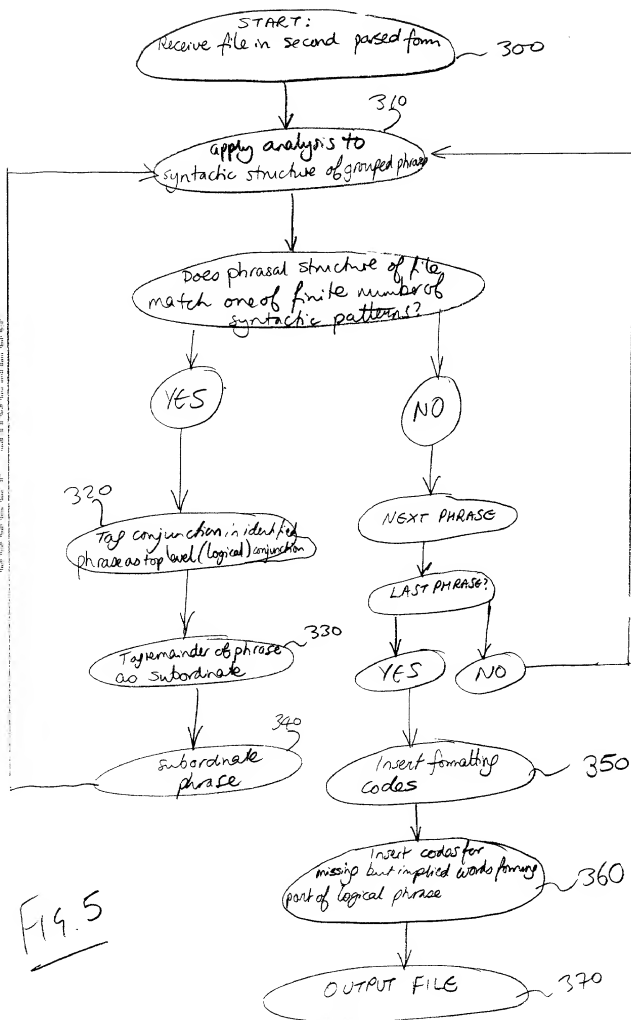 START:
Receive file in second parsed form
300
310
apply analysis to
syntactic structure of grouped phrase
Does phrasal structure of file
match one of finite number of
syntactic patterns?
YES
NO
320
Tag conjunction in identified
phrase as top level (logical) conjunction
NEXT PHRASE
LAST PHRASE?
330
Tag remainder of phrase
as subordinate
YES
NO
340
subordinate
phrase
Insert formatting
codes
350
Insert codes for
missing but implied words forming
part of logical phrase
360
FIG. 5
OUTPUT FILE
370